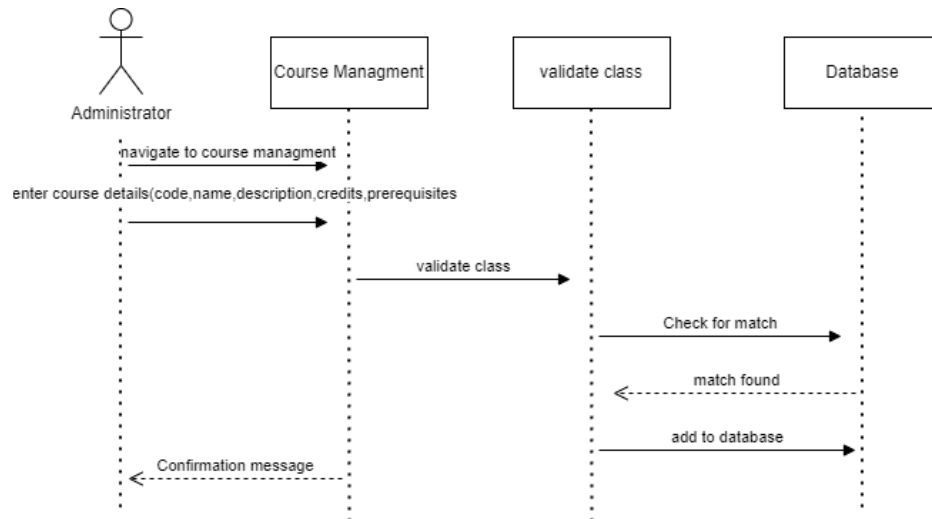 Course Managment
validate class
Database
Administrator
navigate to course managment
enter course details(code,name,description,credits,prerequisites
validate class
Check for match
match found
add to database
Confirmation message